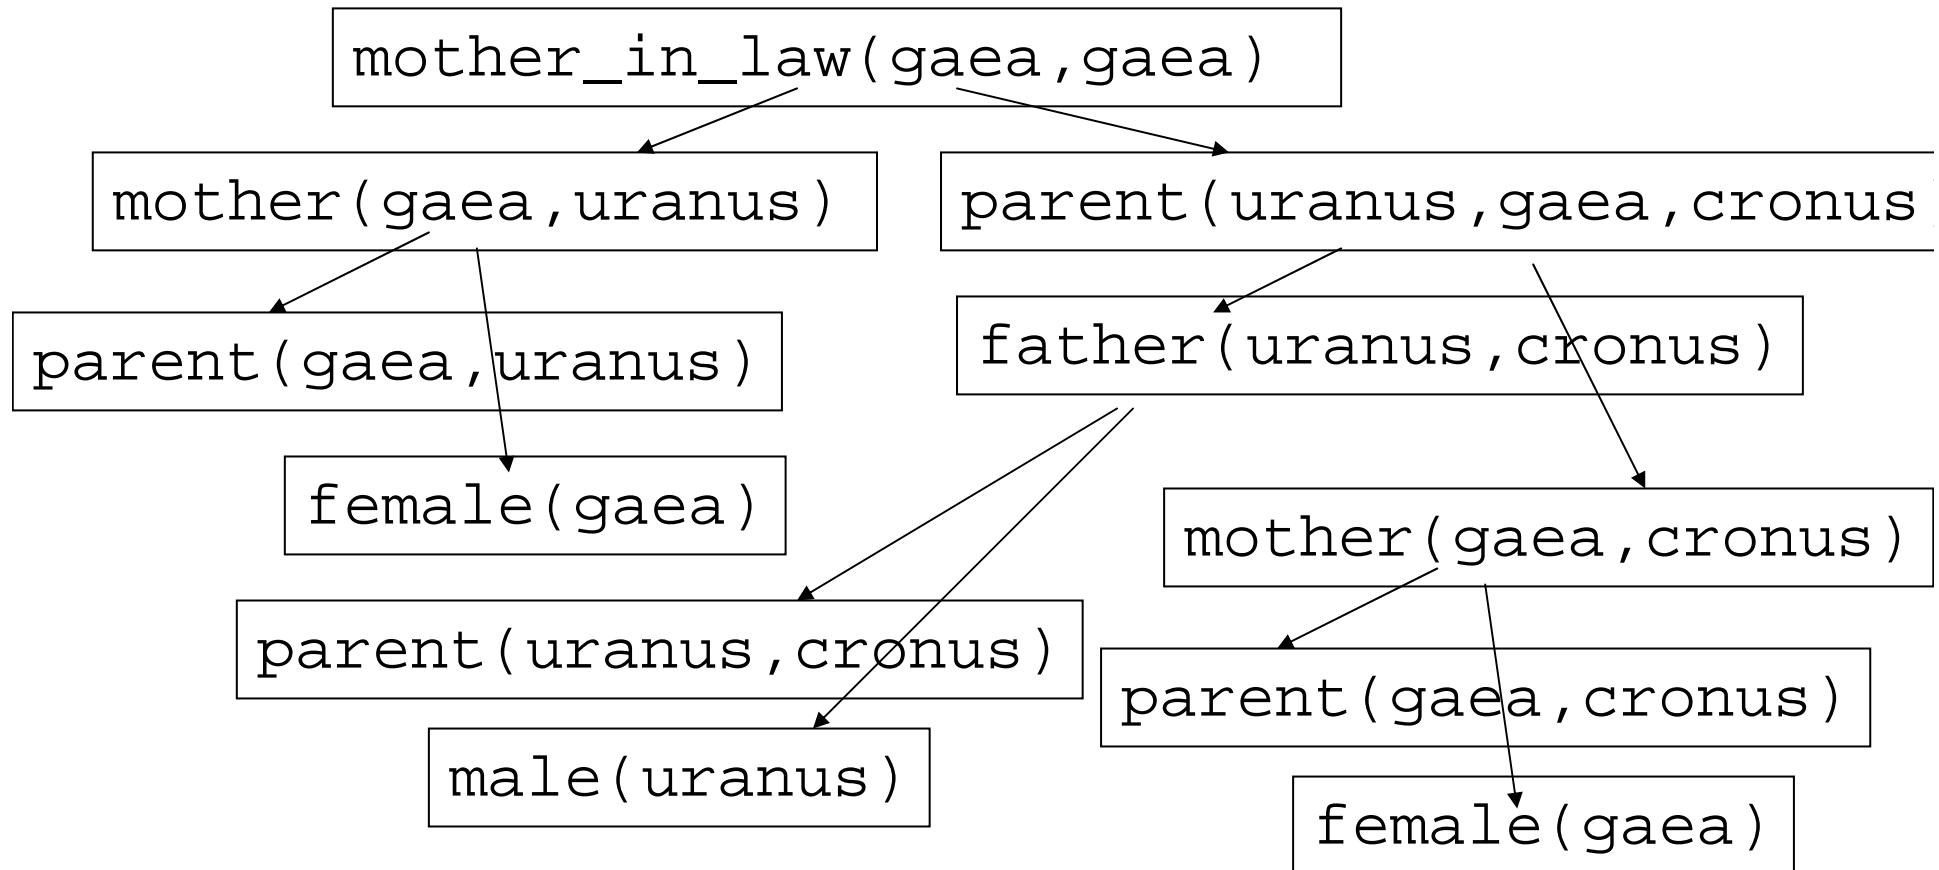 mother_in_law(gaea,gaea)
mother(gaea,uranus)
parent(uranus,gaea,cronus)
parent(gaea,uranus)
father(uranus,cronus)
female(gaea)
mother(gaea,cronus)
parent(uranus,cronus)
parent(gaea,cronus)
male(uranus)
female(gaea)